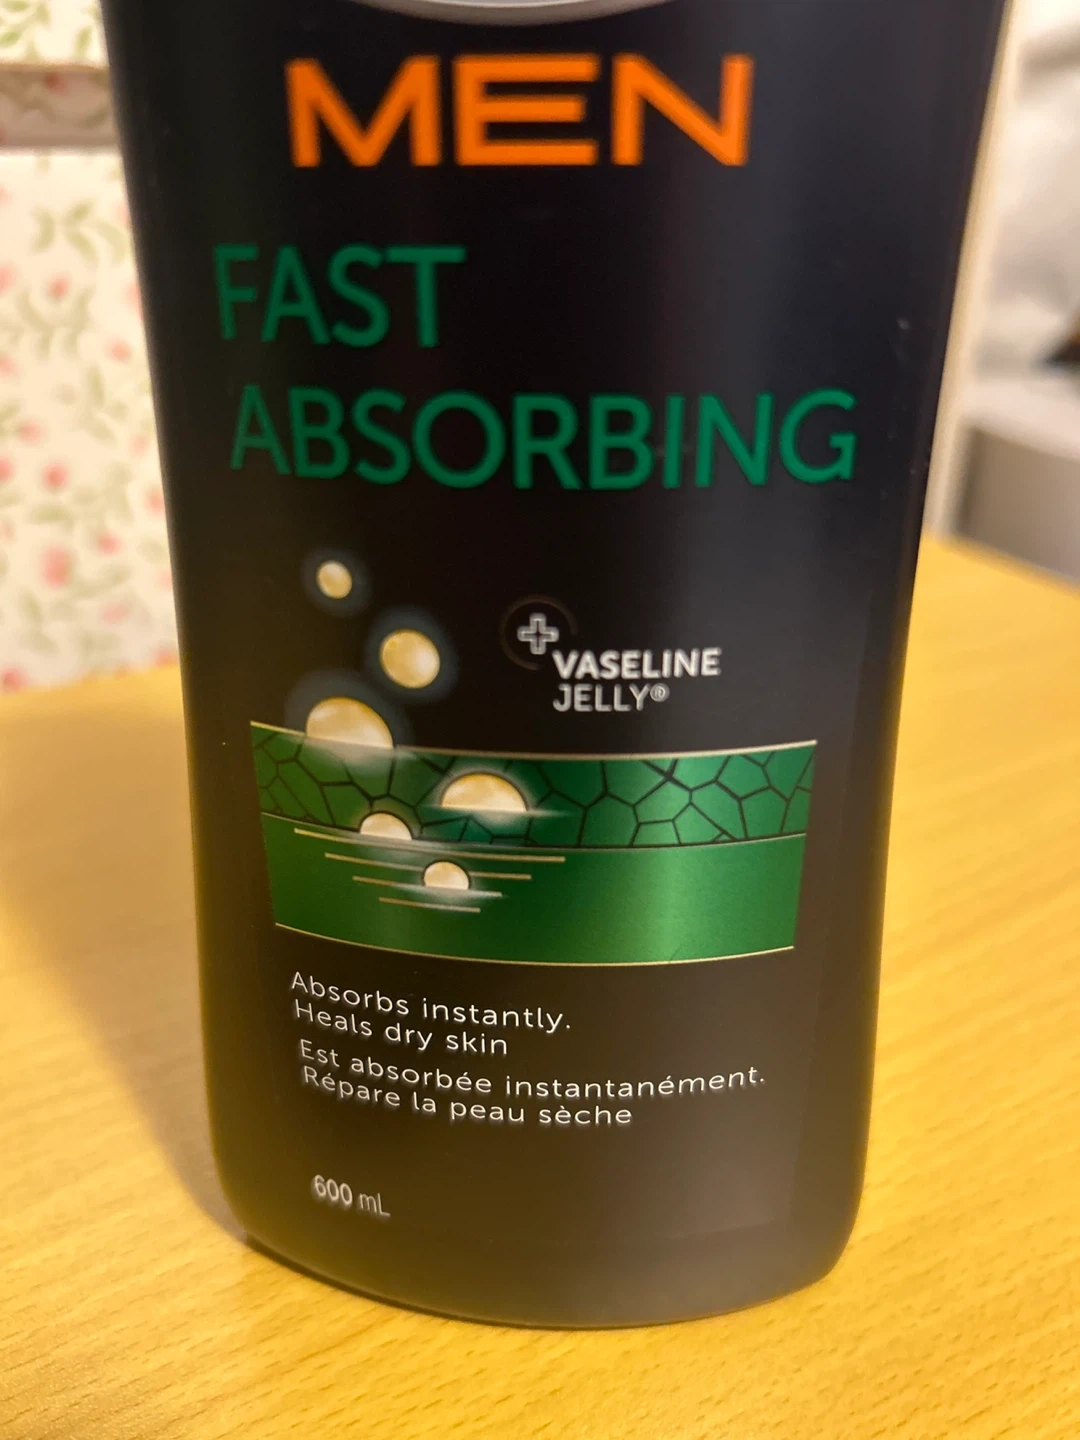 MEN
FAST
ABSORBING
VASELINE
JELLY®
Absorbs instantly.
Heals dry skin
Est absorbée instantanément.
Répare la peau sèche
600 mL